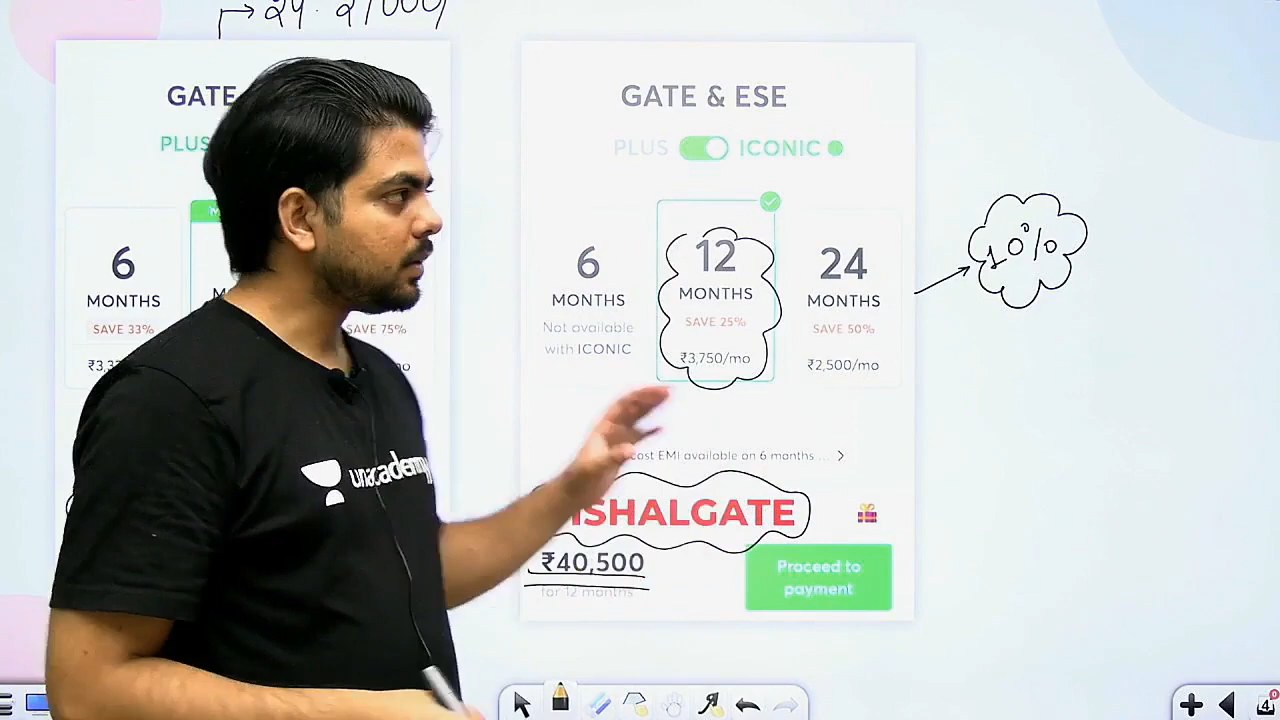 GATE
PLUS
6
MONTHS
SAVE 33%
SAVE 75%
GATE & ESE
PLUS ICONIC
6
MONTHS
Not available
with ICONIC
12
MONTHS
SAVE 25%
₹3,750/mo
24
MONTHS
SAVE 50%
₹2,500/mo
10%
cost EMI available on 6 months ...
ISHALGATE
₹40,500
for 12 months
Proceed to
payment
unacademy
4